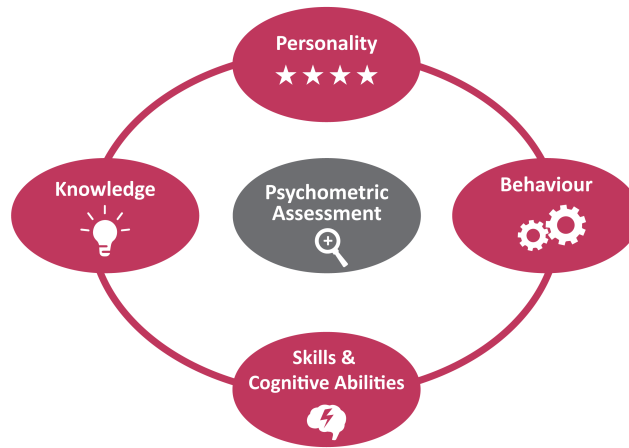 Personality
Knowledge
Psychometric
Assessment
Behaviour
Skills &
Cognitive Abilities